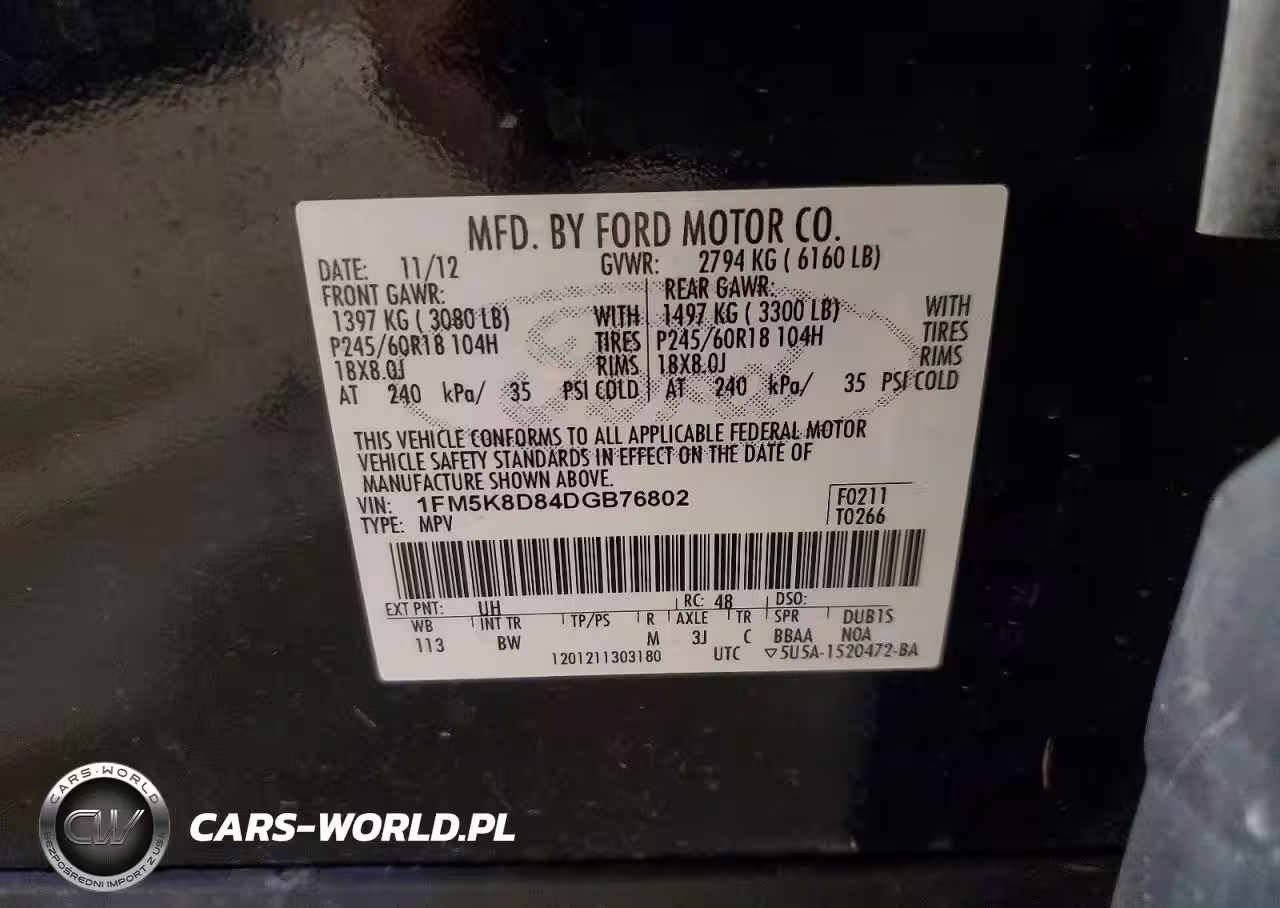 MFD. BY FORD MOTOR CO.
DATE: 11/12 GVWR: 2794 KG ( 6160 LB)
FRONT GAWR: REAR GAWR:
1397 KG ( 3080 LB) WITH 1497 KG ( 3300 LB) WITH
P245/60R18 104H TIRES P245/60R18 104H TIRES
18X8.0J RIMS 18X8.0J RIMS
AT 240 kPa/ 35 PSI COLD AT 240 kPa/ 35 PSI COLD
THIS VEHICLE CONFORMS TO ALL APPLICABLE FEDERAL MOTOR
VEHICLE SAFETY STANDARDS IN EFFECT ON THE DATE OF
MANUFACTURE SHOWN ABOVE.
VIN: 1FM5K8D84DGB76802 F0211
TYPE: MPV T0266
EXT PNT: UH RC: 48 DSO:
WB INT TR TP/PS R AXLE TR SPR DUB1S
113 BW M 3J C BBAA NOA
1201211303180 UTC ▽5U5A-1520472-BA
CARS-WORLD
CW
BEZPOŚREDNI IMPORT Z USA
CARS-WORLD.PL